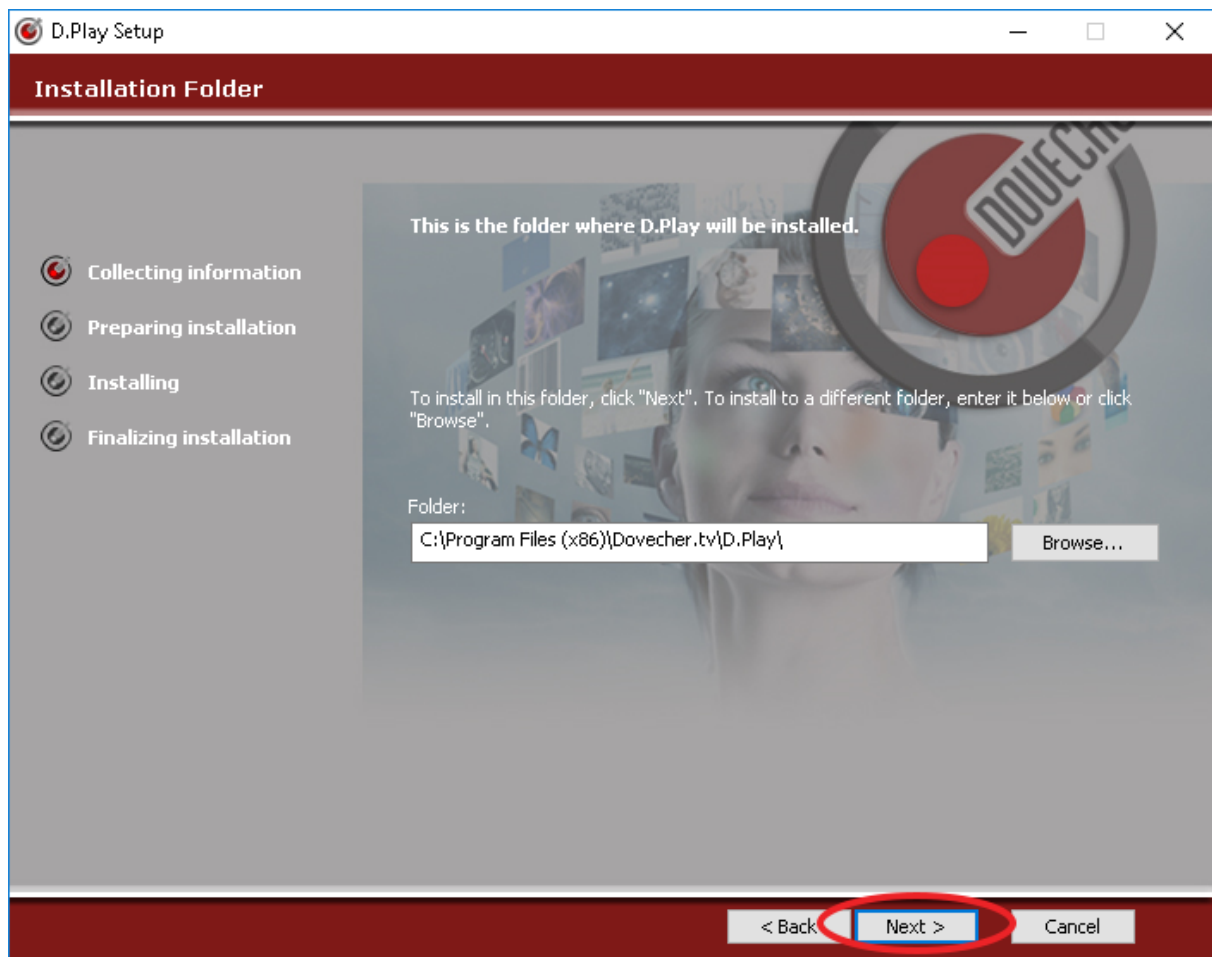 D.Play Setup
Installation Folder
DOVECHE
This is the folder where D.Play will be installed.
Collecting information
Preparing installation
Installing
Finalizing installation
To install in this folder, click "Next". To install to a different folder, enter it below or click
"Browse".
Folder:
C:\Program Files (x86)\Dovecher.tv\D.Play\
Browse...
< Back
Next >
Cancel